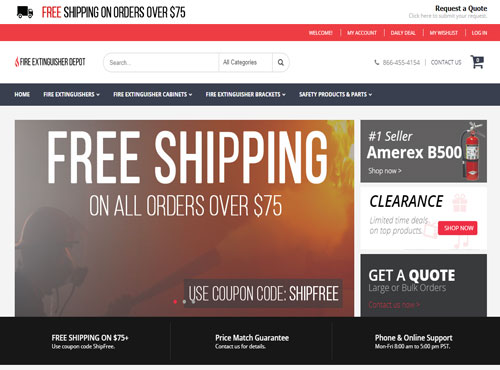 FREE SHIPPING ON ORDERS OVER $75
Request a Quote
Click here to submit your request.
WELCOME! MY ACCOUNT DAILY DEAL MY WISHLIST LOG IN
FIRE EXTINGUISHER DEPOT
Search...
All Categories
866-455-4154 CONTACT US
0
HOME FIRE EXTINGUISHERS FIRE EXTINGUISHER CABINETS FIRE EXTINGUISHER BRACKETS SAFETY PRODUCTS & PARTS
FREE SHIPPING
ON ALL ORDERS OVER $75
USE COUPON CODE: SHIPFREE
#1 Seller
Amerex B500
Shop now >
CLEARANCE
Limited time deals
on top products.
SHOP NOW
GET A QUOTE
Large or Bulk Orders
Contact us now >
FREE SHIPPING ON $75+
Use coupon code ShipFree.
Price Match Guarantee
Contact us for details.
Phone & Online Support
Mon-Fri 8:00 am to 5:00 pm PST.